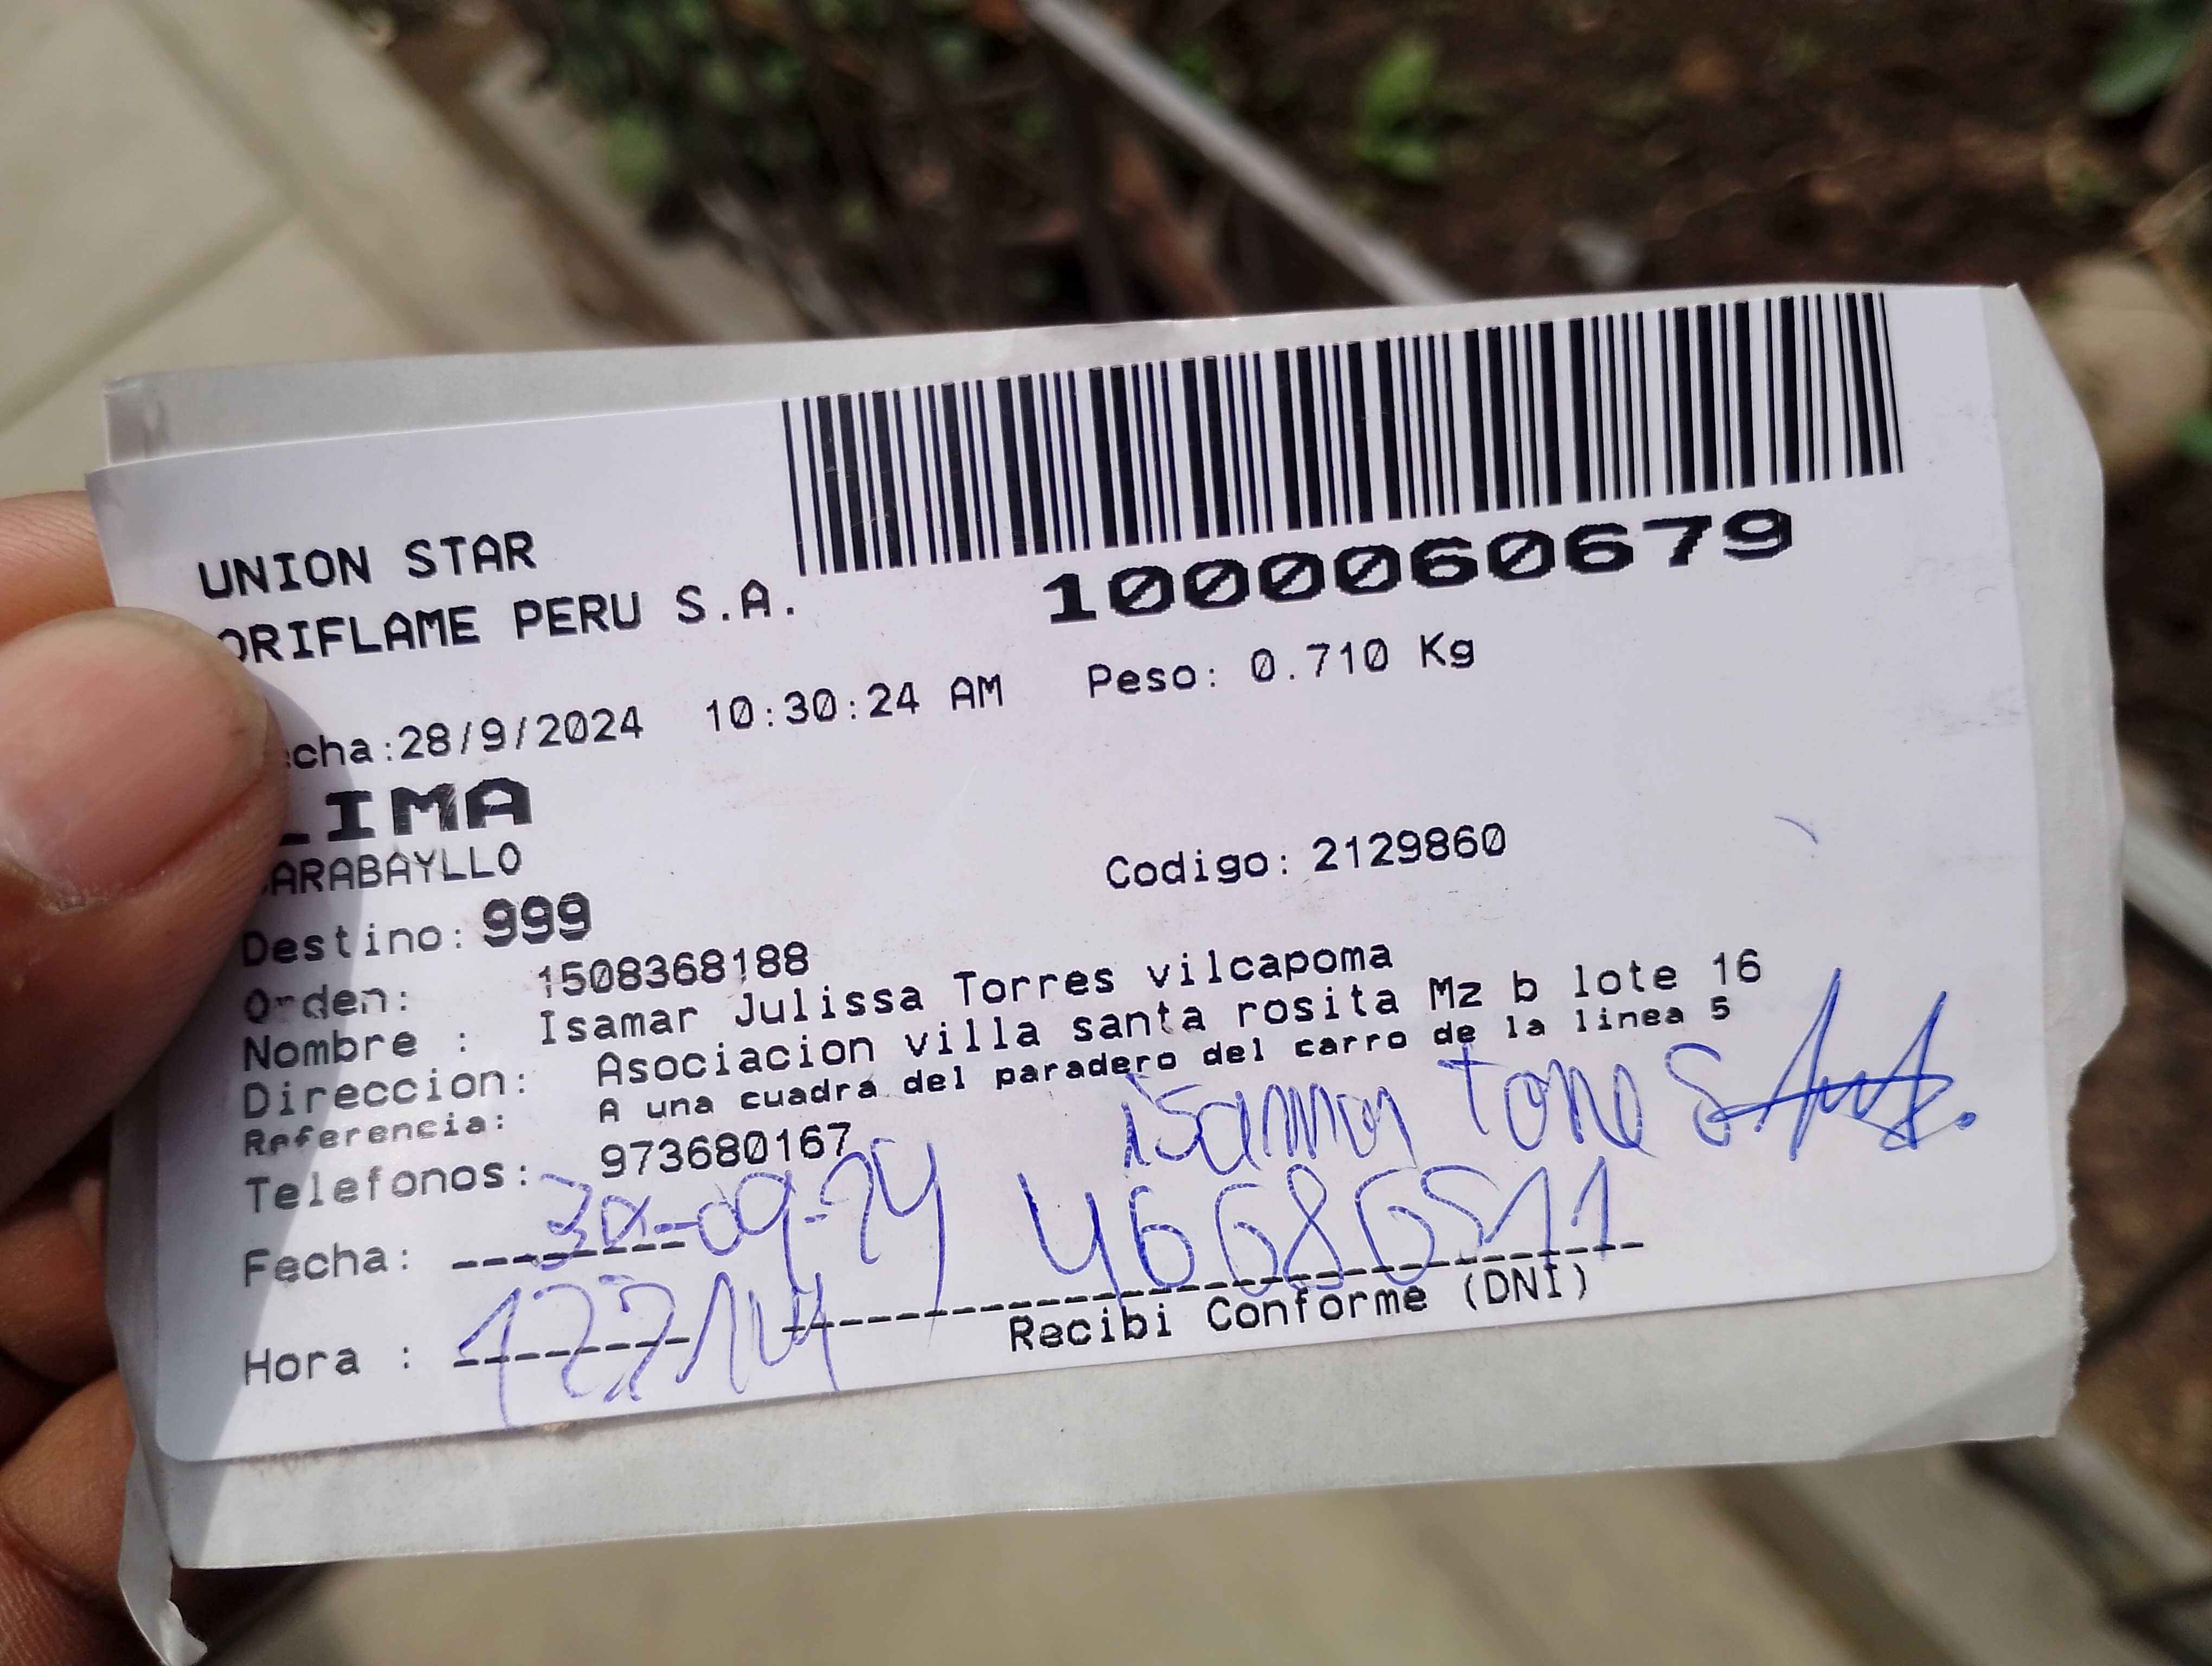 UNION STAR
ORIFLAME PERU S.A.
1000060679
echa:28/9/2024 10:30:24 AM Peso: 0.710 Kg
LIMA
ARABAYLLO
Codigo: 2129860
Destino: 999
Orden: 1508368188
Nombre : Isamar Julissa Torres vilcapoma
Direccion: Asociacion villa santa rosita Mz b lote 16
Referencia: A una cuadra del paradero del carro de la linea 5
Telefonos: 973680167
isamar torres
Fecha: 30-09-24
Hora :
Recibi Conforme (DNI)